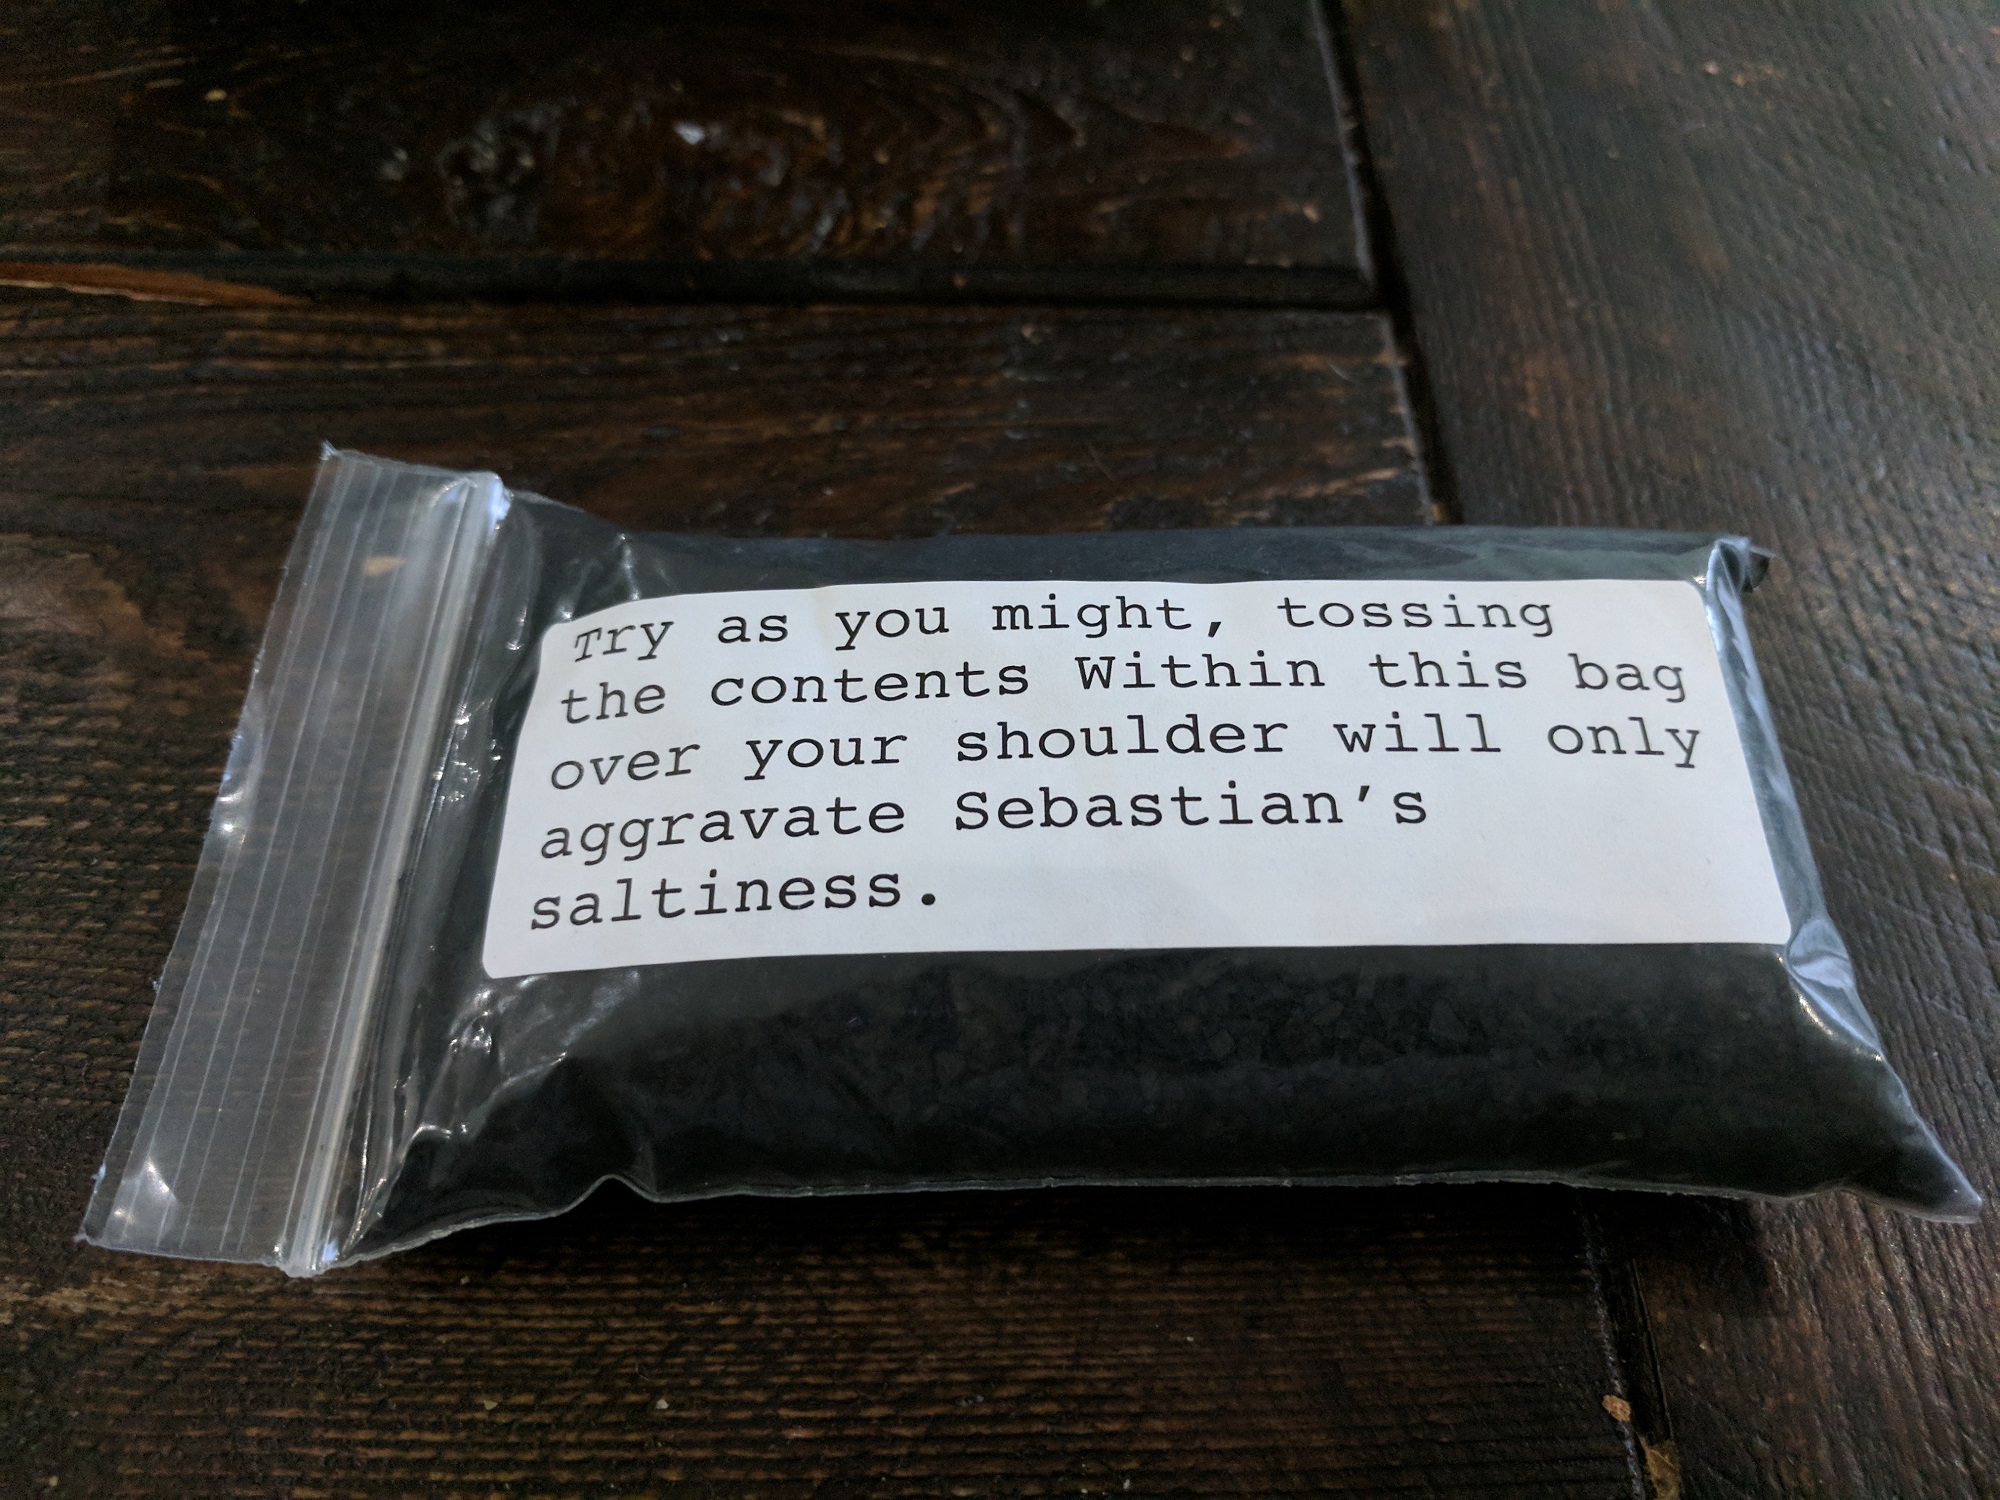 Try as you might, tossing
the contents Within this bag
over your shoulder will only
aggravate Sebastian's
saltiness.